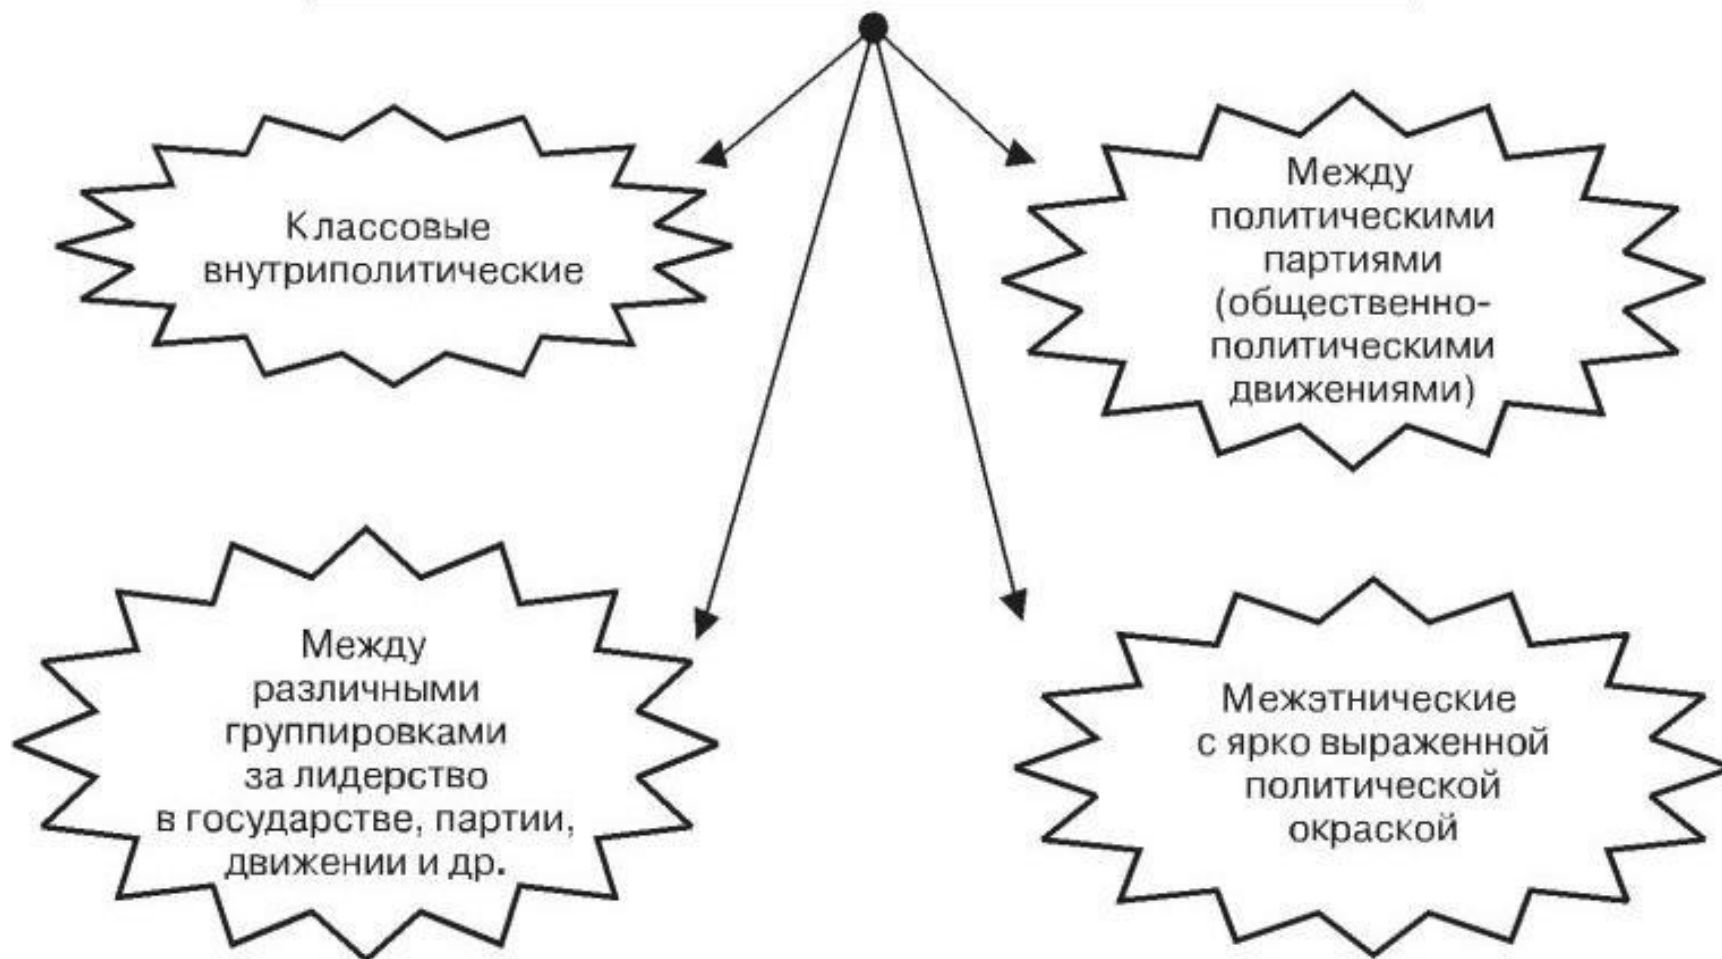 Классовые
внутриполитические
Между
политическими
партиями
(общественно-
политическими
движениями)
Между
различными
группировками
за лидерство
в государстве, партии,
движении и др.
Межэтнические
с ярко выраженной
политической
окраской